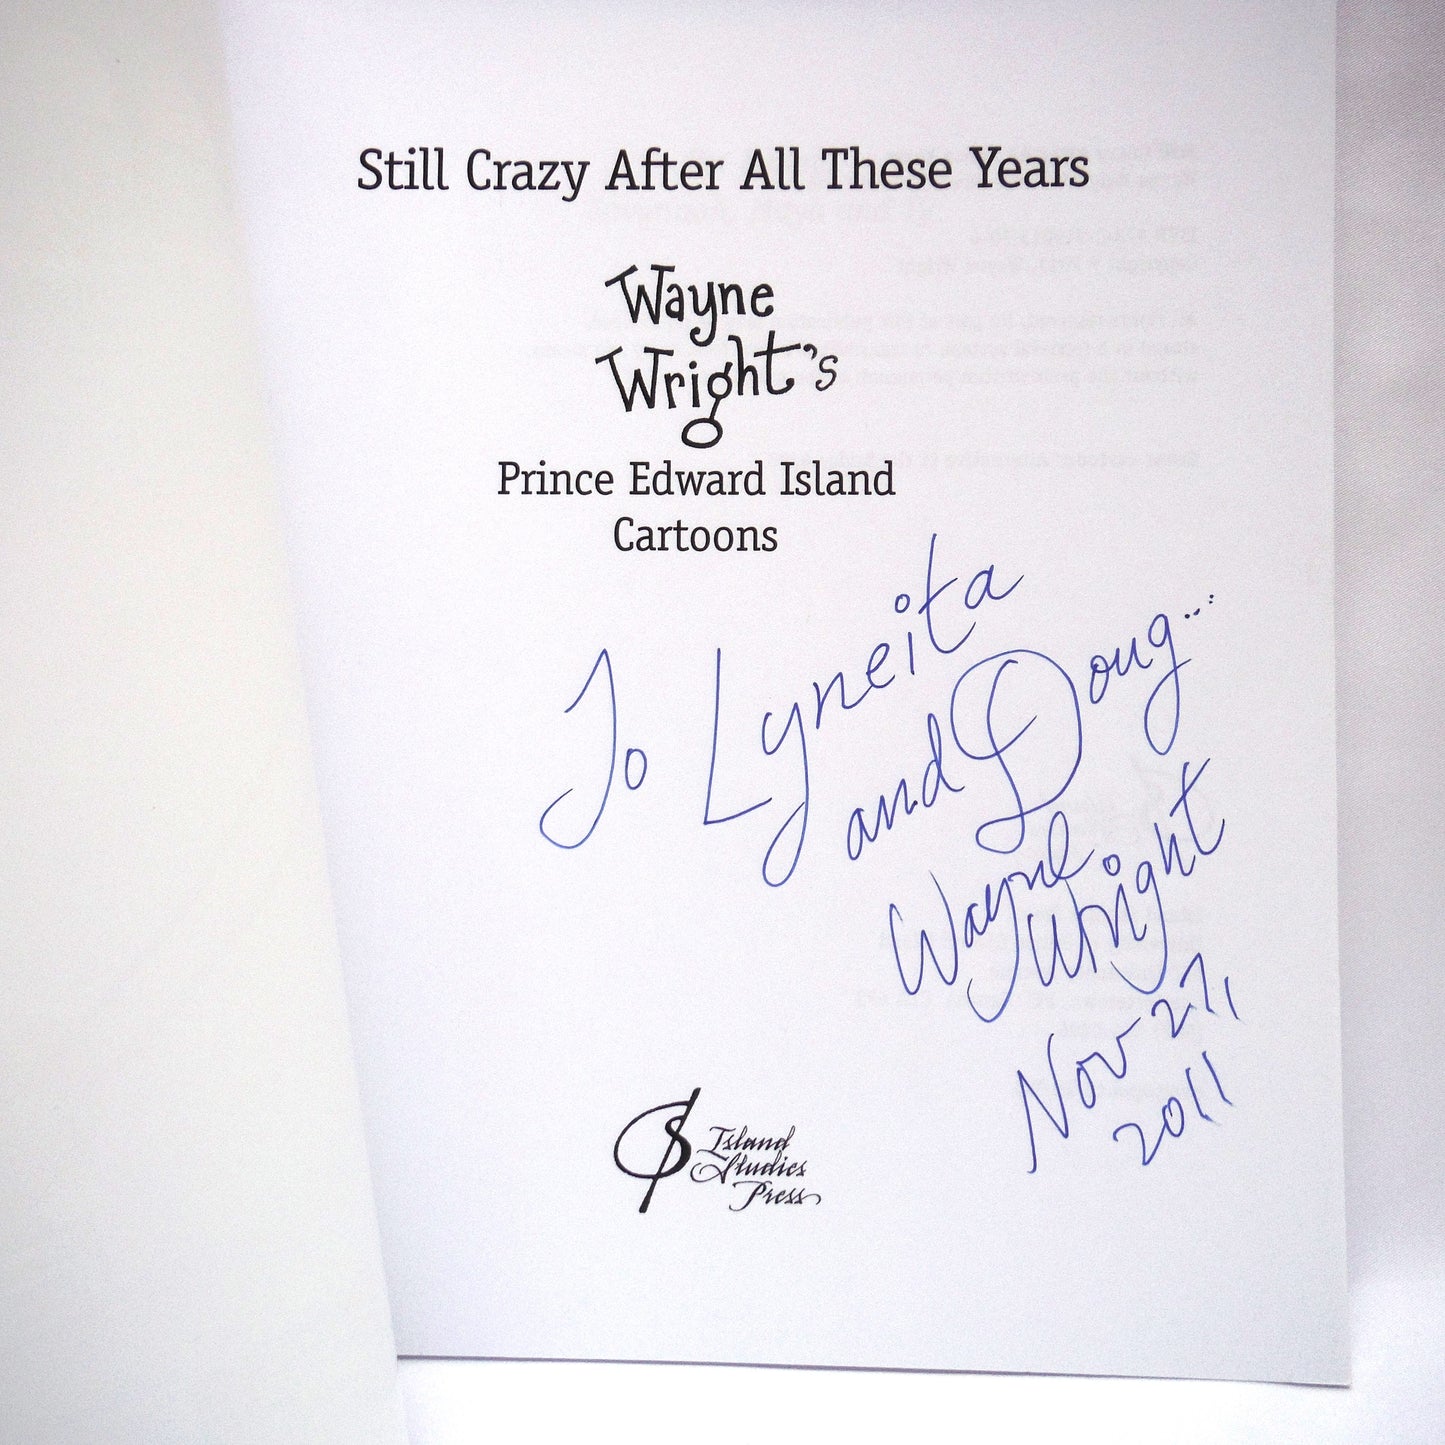 Still Crazy After All These Years
Wayne
Wright's
Prince Edward Island
Cartoons
To Lyneita
and Doug...
Wayne
Wright
Nov 27,
2011
Island
Studies
Press